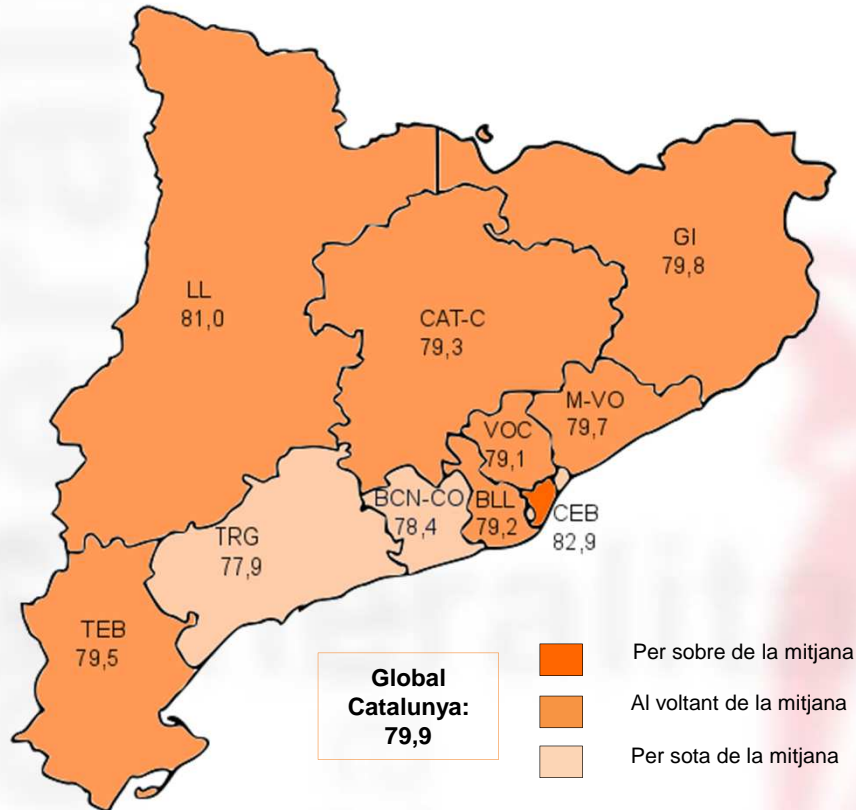 LL
81,0
GI
79,8
CAT-C
79,3
M-VO
79,7
VOC
79,1
BCN-CO
78,4
BLL
79,2
CEB
82,9
TRG
77,9
TEB
79,5
Global
Catalunya:
79,9
Per sobre de la mitjana
Al voltant de la mitjana
Per sota de la mitjana